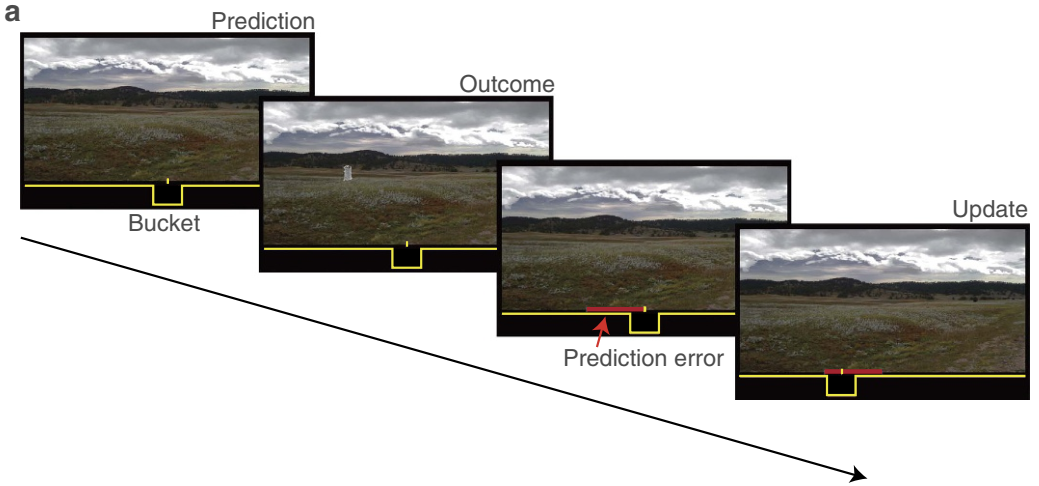 a
Prediction
Outcome
Update
Bucket
Prediction error